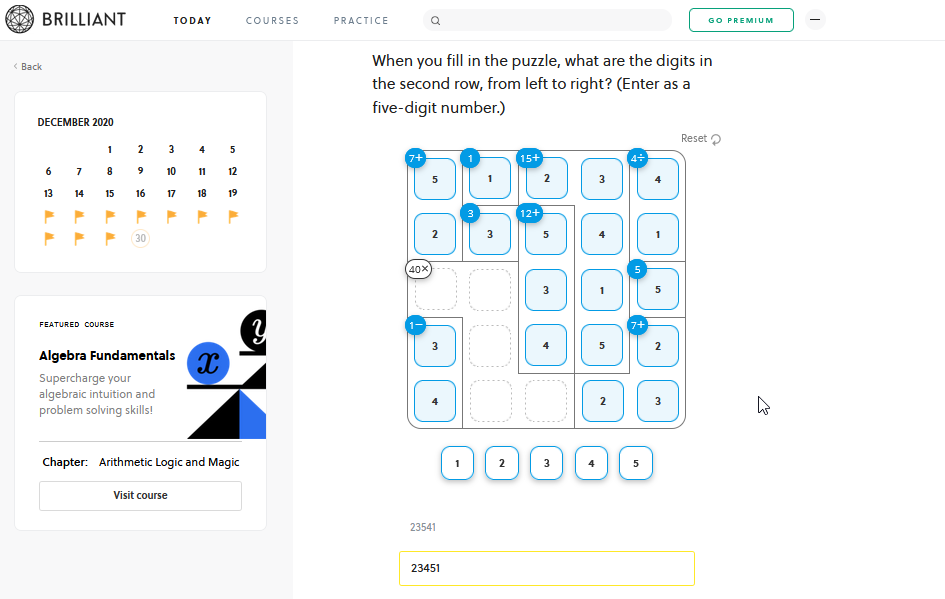 BRILLIANT
TODAY
COURSES
PRACTICE
GO PREMIUM
Back
DECEMBER 2020
1 2 3 4 5
6 7 8 9 10 11 12
13 14 15 16 17 18 19
30
FEATURED COURSE
Algebra Fundamentals
Supercharge your
algebraic intuition and
problem solving skills!
x
y
Chapter: Arithmetic Logic and Magic
Visit course
When you fill in the puzzle, what are the digits in
the second row, from left to right? (Enter as a
five-digit number.)
Reset
7+ 1 15+ 4÷
5 1 2 3 4
3 12+
2 3 5 4 1
40× 5
3 1 5
1− 7+
3 4 5 2
4 2 3
1 2 3 4 5
23541
23451